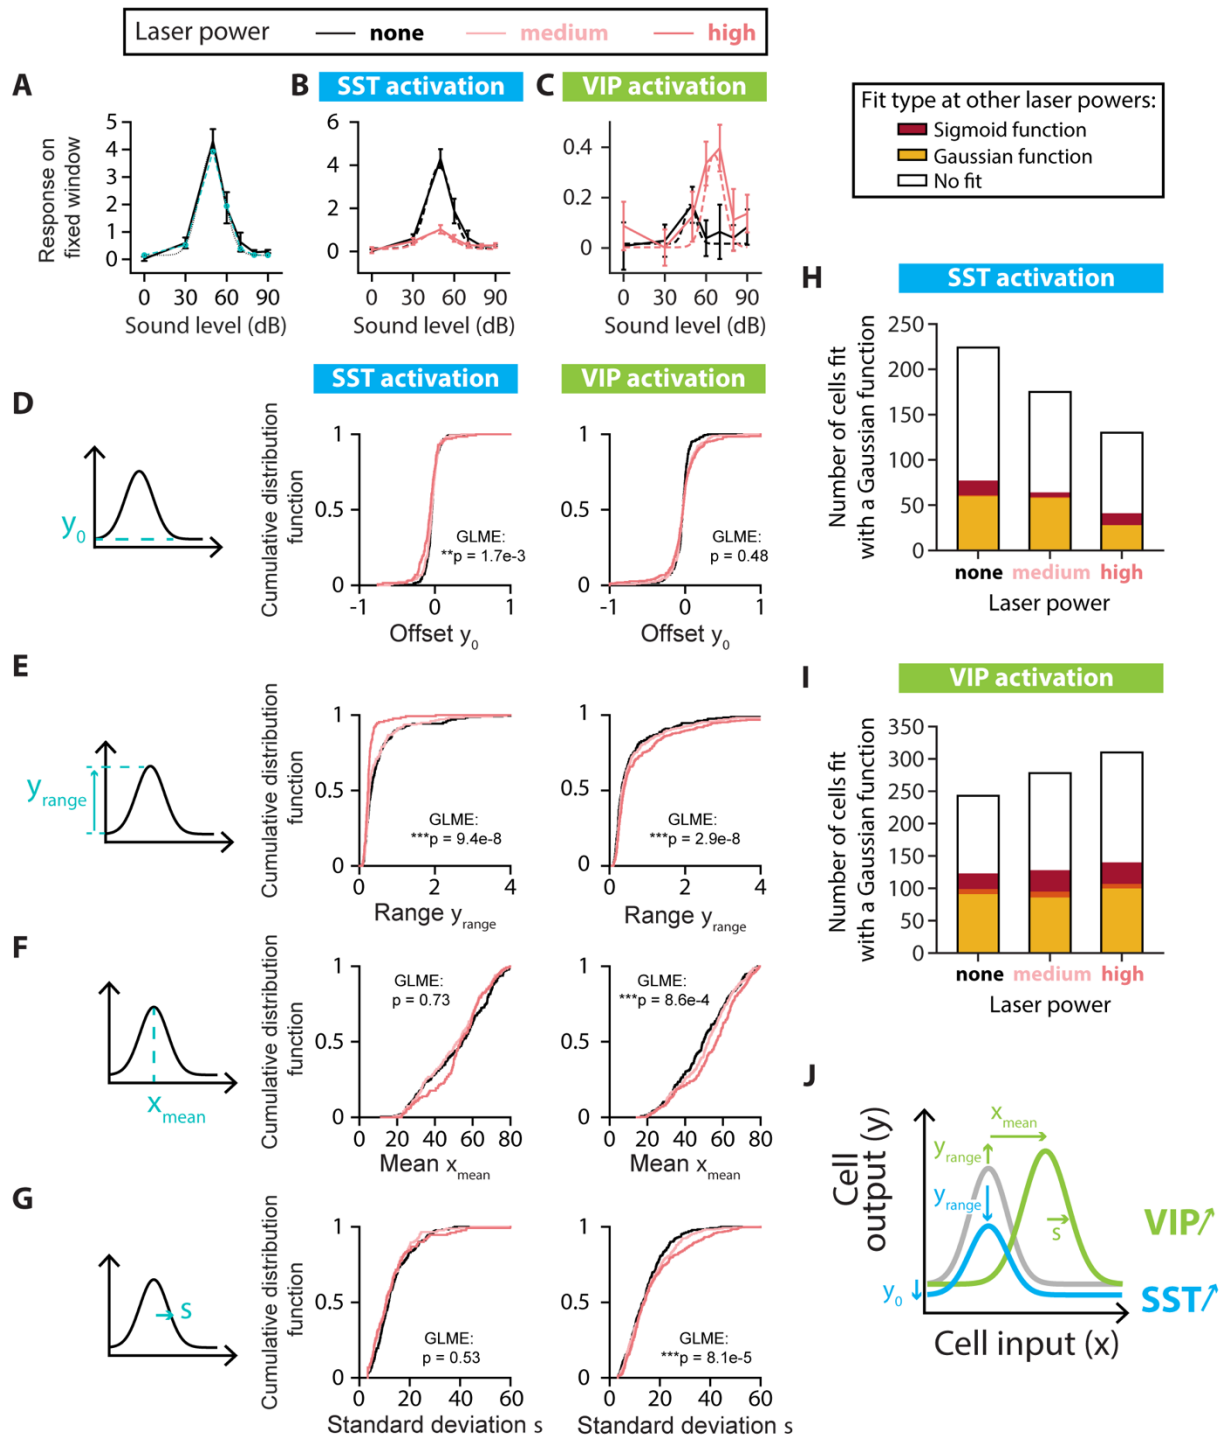 Laser power none medium high
A
B SST activation
C VIP activation
Response on
fixed window
5
4
3
2
1
0
0 30 60 90
Sound level (dB)
6
4
2
0
0 30 60 90
Sound level (dB)
0.4
0.2
0
0 30 60 90
Sound level (dB)
Fit type at other laser powers:
Sigmoid function
Gaussian function
No fit
SST activation
VIP activation
D
y0
Cumulative distribution
function
1
0.5
0
GLME:
**p = 1.7e-3
-1 0 1
Offset y0
1
0.5
0
GLME:
p = 0.48
-1 0 1
Offset y0
E
yrange
Cumulative distribution
function
1
0.5
0
GLME:
***p = 9.4e-8
0 2 4
Range yrange
1
0.5
0
GLME:
***p = 2.9e-8
0 2 4
Range yrange
F
xmean
Cumulative distribution
function
1
0.5
0
GLME:
p = 0.73
0 20 40 60 80
Mean xmean
1
0.5
0
GLME:
***p = 8.6e-4
0 20 40 60 80
Mean xmean
G
s
Cumulative distribution
function
1
0.5
0
GLME:
p = 0.53
0 20 40 60
Standard deviation s
1
0.5
0
GLME:
***p = 8.1e-5
0 20 40 60
Standard deviation s
H SST activation
Number of cells fit
with a Gaussian function
250
200
150
100
50
0
none medium high
Laser power
I VIP activation
Number of cells fit
with a Gaussian function
350
300
250
200
150
100
50
0
none medium high
Laser power
J
Cell
output (y)
xmean
yrange
yrange
s
y0
VIP↗
SST↗
Cell input (x)